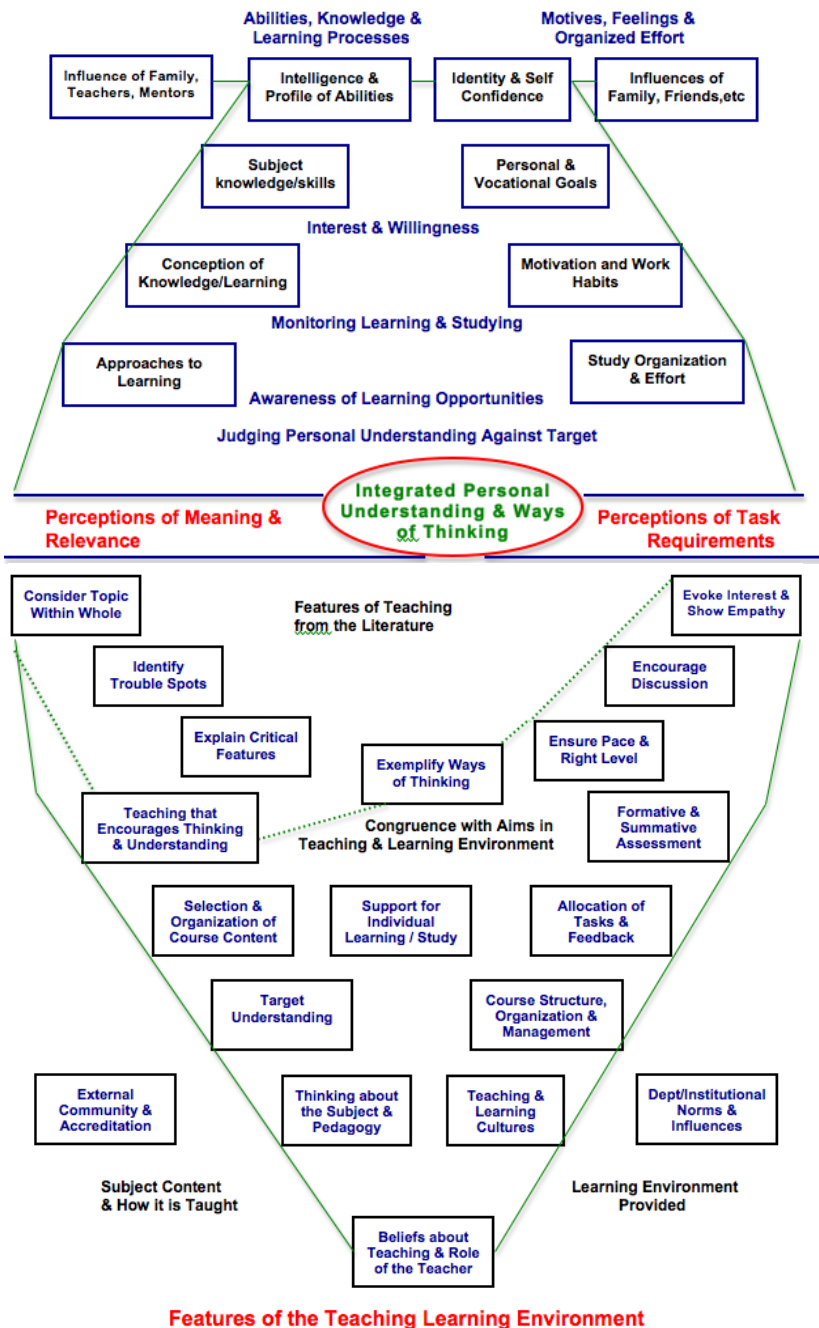 Abilities, Knowledge &
Learning Processes
Motives, Feelings &
Organized Effort
Influence of Family,
Teachers, Mentors
Intelligence &
Profile of Abilities
Identity & Self
Confidence
Influences of
Family, Friends,etc
Subject
knowledge/skills
Personal &
Vocational Goals
Interest & Willingness
Conception of
Knowledge/Learning
Motivation and Work
Habits
Monitoring Learning & Studying
Approaches to
Learning
Study Organization
& Effort
Awareness of Learning Opportunities
Judging Personal Understanding Against Target
Perceptions of Meaning &
Relevance
Integrated Personal
Understanding & Ways
of Thinking
Perceptions of Task
Requirements
Consider Topic
Within Whole
Features of Teaching
from the Literature
Evoke Interest &
Show Empathy
Identify
Trouble Spots
Encourage
Discussion
Explain Critical
Features
Exemplify Ways
of Thinking
Ensure Pace &
Right Level
Teaching that
Encourages Thinking
& Understanding
Congruence with Aims in
Teaching & Learning Environment
Formative &
Summative
Assessment
Selection &
Organization of
Course Content
Support for
Individual
Learning / Study
Allocation of
Tasks &
Feedback
Target
Understanding
Course Structure,
Organization &
Management
External
Community &
Accreditation
Thinking about
the Subject &
Pedagogy
Teaching &
Learning
Cultures
Dept/Institutional
Norms &
Influences
Subject Content
& How it is Taught
Learning Environment
Provided
Beliefs about
Teaching & Role
of the Teacher
Features of the Teaching Learning Environment